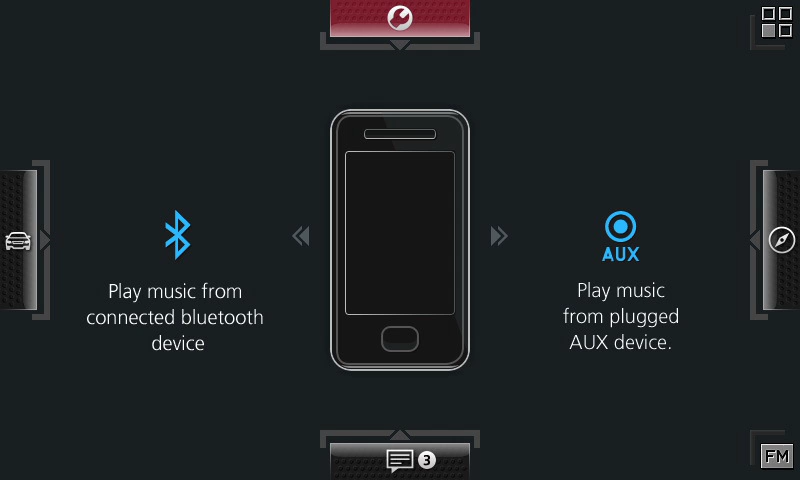 AUX
Play music from
connected bluetooth
device
Play music
from plugged
AUX device.
3
FM